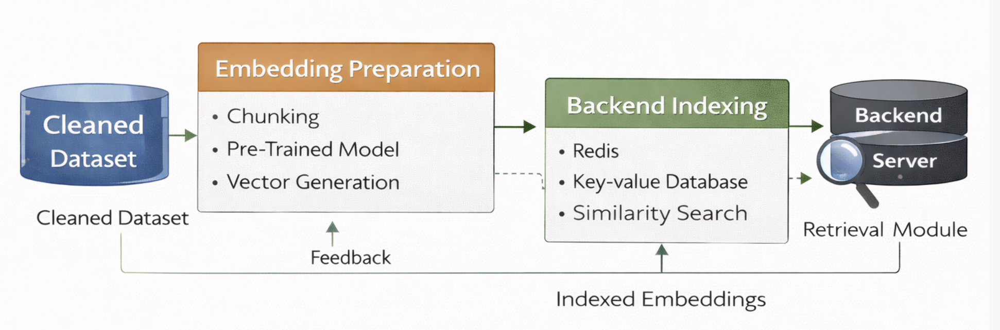 Cleaned
Dataset
Cleaned Dataset
Embedding Preparation
• Chunking
• Pre-Trained Model
• Vector Generation
Feedback
Backend Indexing
• Redis
• Key-value Database
• Similarity Search
Indexed Embeddings
Backend
Server
Retrieval Module